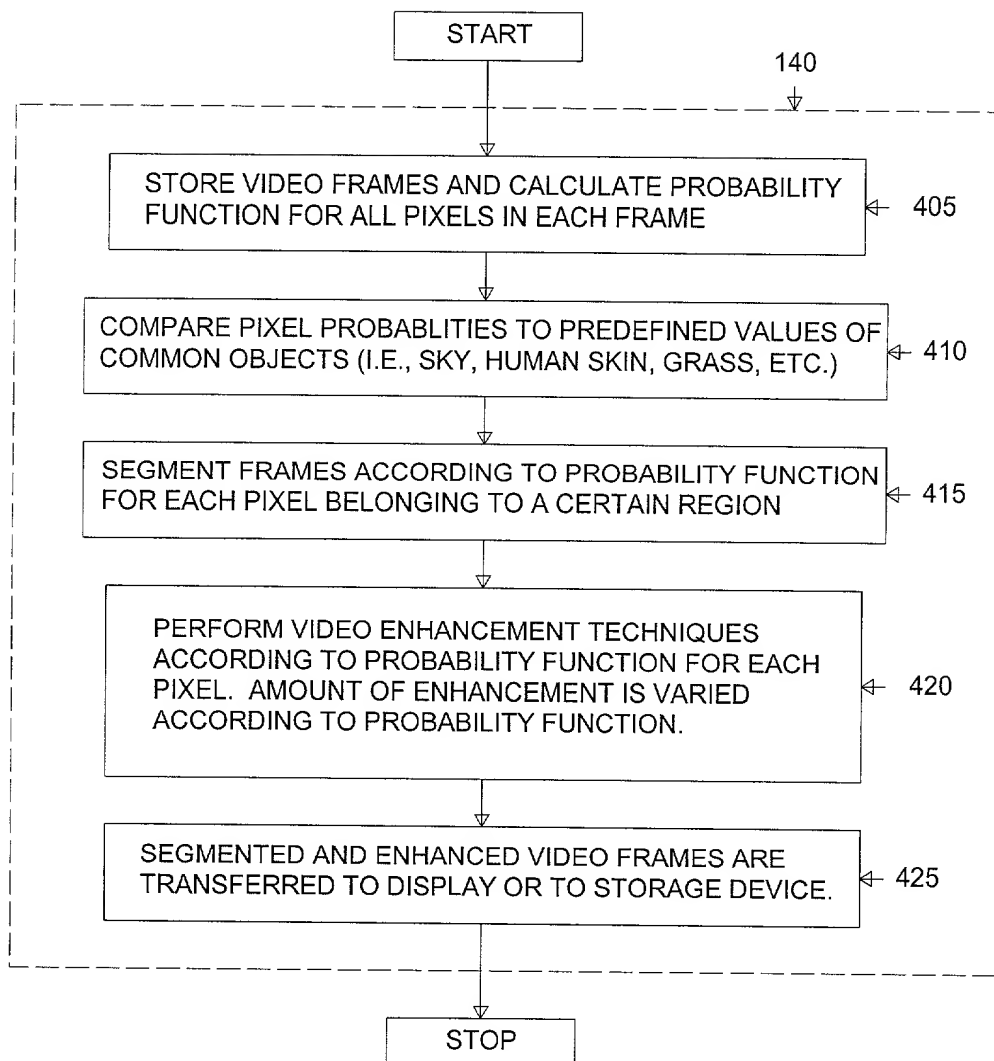 START
140
STORE VIDEO FRAMES AND CALCULATE PROBABILITY
FUNCTION FOR ALL PIXELS IN EACH FRAME
405
COMPARE PIXEL PROBABLITIES TO PREDEFINED VALUES OF
COMMON OBJECTS (I.E., SKY, HUMAN SKIN, GRASS, ETC.)
410
SEGMENT FRAMES ACCORDING TO PROBABILITY FUNCTION
FOR EACH PIXEL BELONGING TO A CERTAIN REGION
415
PERFORM VIDEO ENHANCEMENT TECHNIQUES
ACCORDING TO PROBABILITY FUNCTION FOR EACH
PIXEL. AMOUNT OF ENHANCEMENT IS VARIED
ACCORDING TO PROBABILITY FUNCTION.
420
SEGMENTED AND ENHANCED VIDEO FRAMES ARE
TRANSFERRED TO DISPLAY OR TO STORAGE DEVICE.
425
STOP